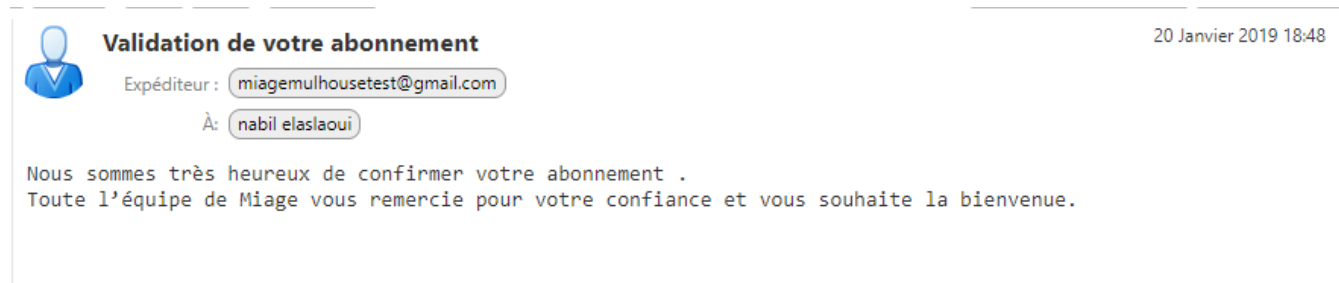 Validation de votre abonnement
20 Janvier 2019 18:48
Expéditeur : miagemulhousetest@gmail.com
À: nabil elaslaoui
Nous sommes très heureux de confirmer votre abonnement .
Toute l’équipe de Miage vous remercie pour votre confiance et vous souhaite la bienvenue.